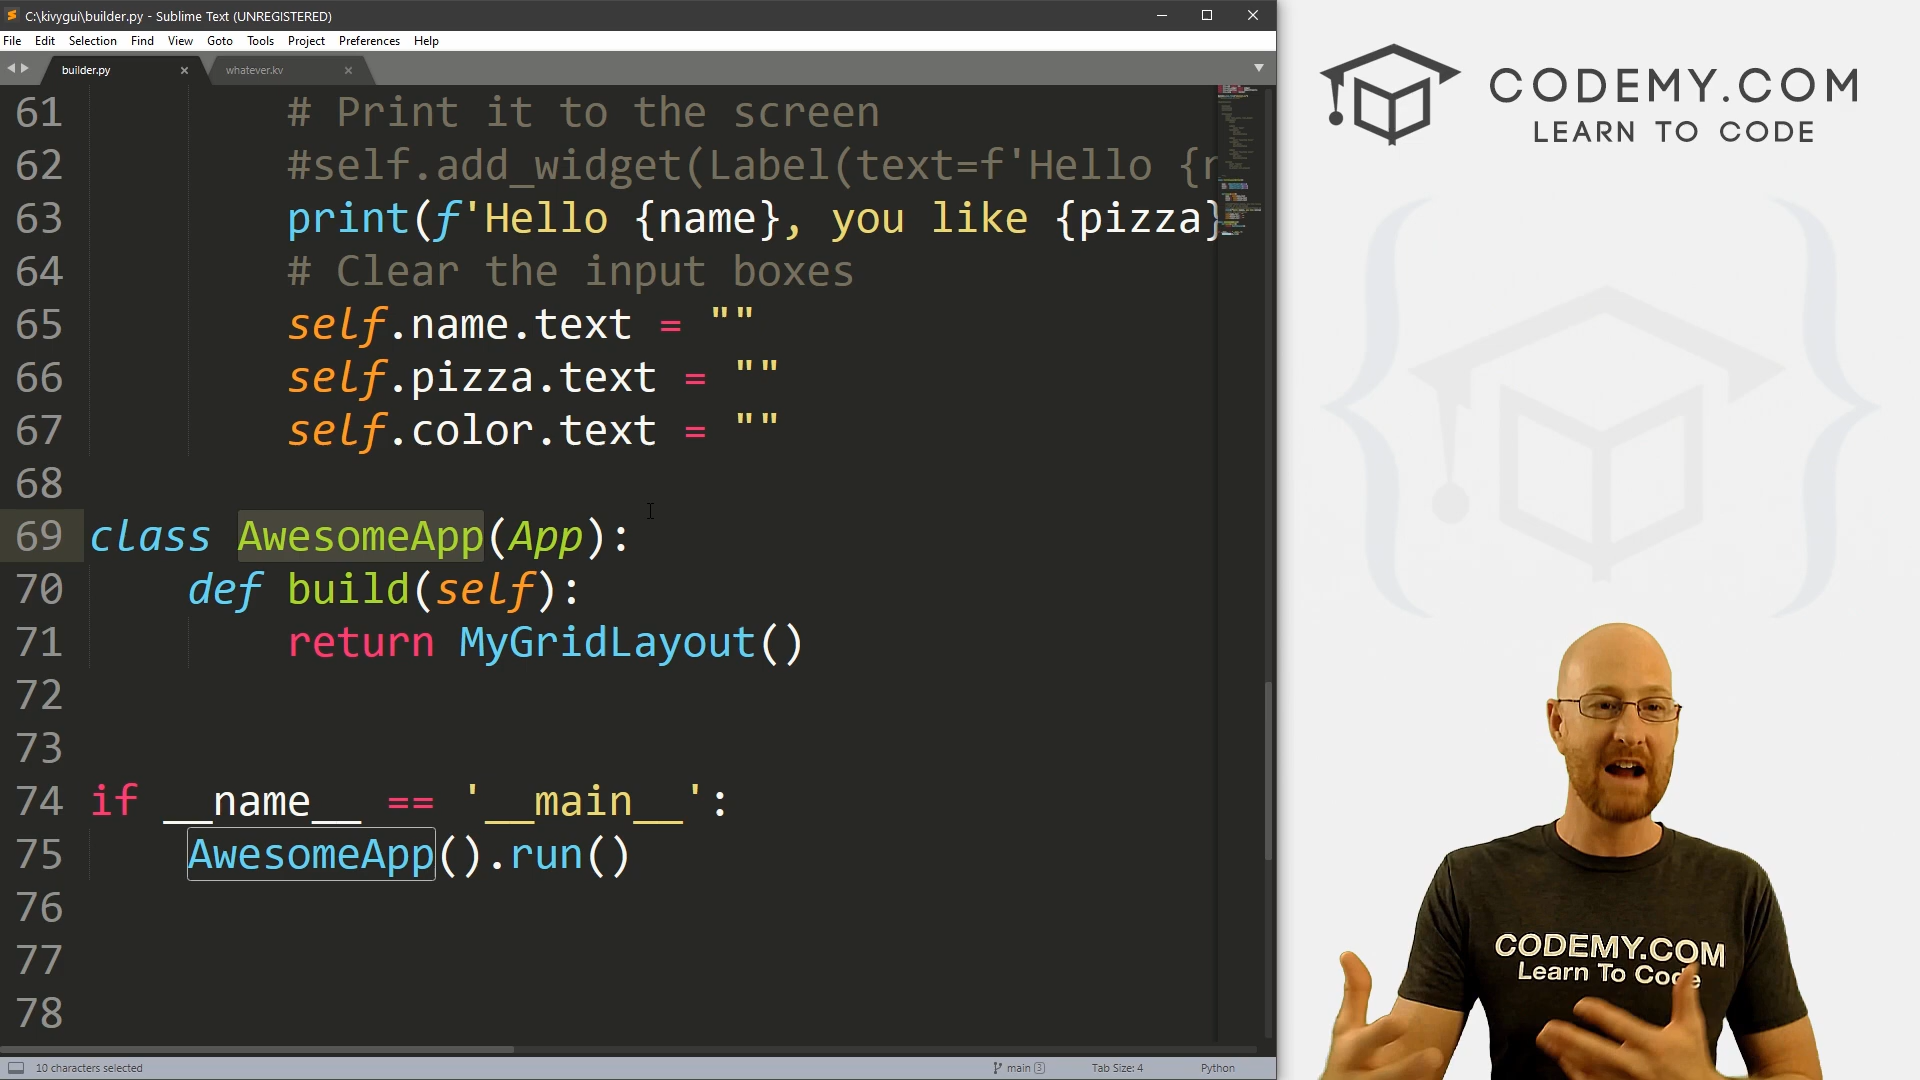 C:\kivygui\builder.py - Sublime Text (UNREGISTERED)
File Edit Selection Find View Goto Tools Project Preferences Help
builder.py whatever.kv
61 # Print it to the screen
62 #self.add_widget(Label(text=f'Hello {
63 print(f'Hello {name}, you like {pizza}
64 # Clear the input boxes
65 self.name.text = ""
66 self.pizza.text = ""
67 self.color.text = ""
68
69 class AwesomeApp(App):
70 def build(self):
71 return MyGridLayout()
72
73
74 if __name__ == '__main__':
75 AwesomeApp().run()
76
77
78
10 characters selected
main 3
Tab Size: 4
Python
CODEMY.COM
LEARN TO CODE
CODEMY.COM
Learn To Code